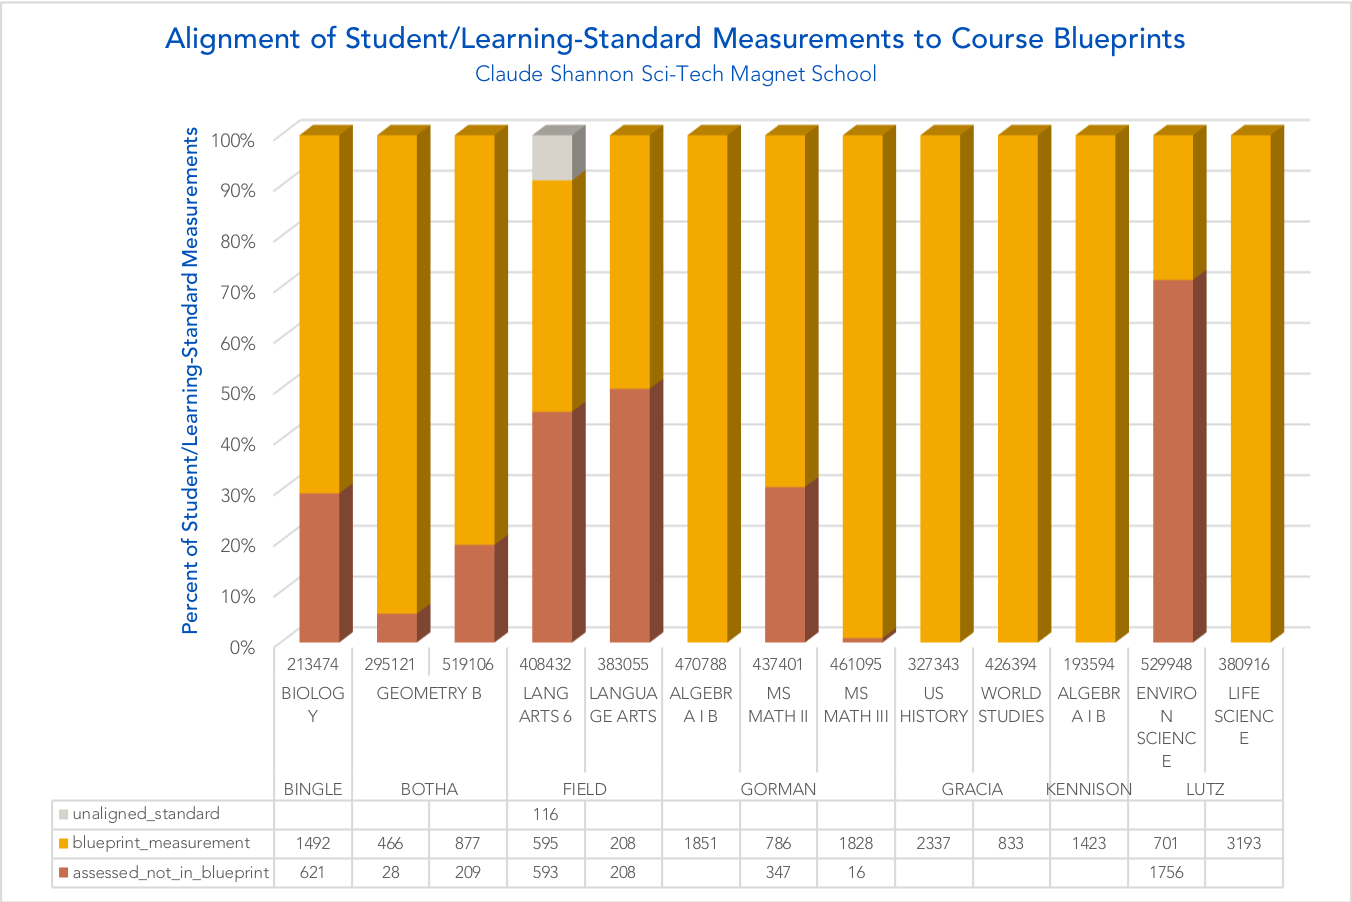 Alignment of Student/Learning-Standard Measurements to Course Blueprints
Claude Shannon Sci-Tech Magnet School
Percent of Student/Learning-Standard Measurements
100%
90%
80%
70%
60%
50%
40%
30%
20%
10%
0%
213474 295121 519106 408432 383055 470788 437401 461095 327343 426394 193594 529948 380916
BIOLOG GEOMETRY B LANG LANGUA ALGEBR MS MS US WORLD ALGEBR ENVIRO LIFE
Y ARTS 6 GE ARTS A I B MATH II MATH III HISTORY STUDIES A I B N SCIENC
SCIENC E
E
BINGLE BOTHA FIELD GORMAN GRACIA KENNISON LUTZ
unaligned_standard 116
blueprint_measurement 1492 466 877 595 208 1851 786 1828 2337 833 1423 701 3193
assessed_not_in_blueprint 621 28 209 593 208 347 16 1756